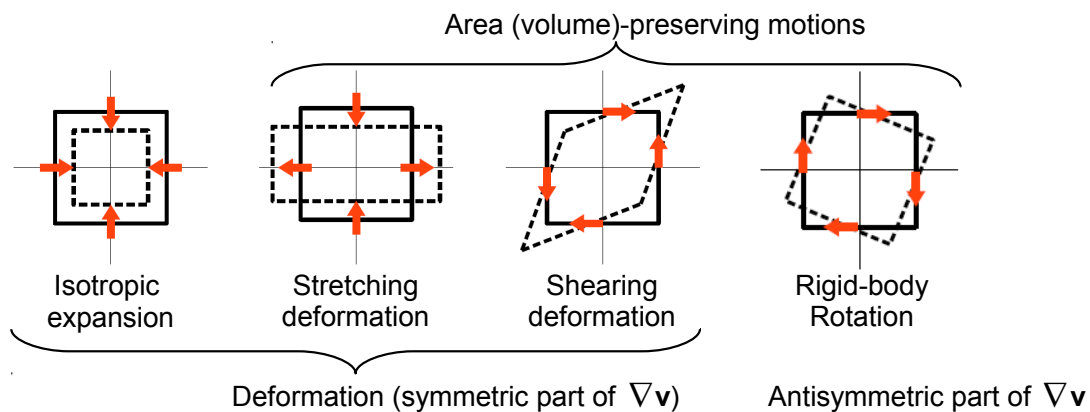 Area (volume)-preserving motions
Isotropic
expansion
Stretching
deformation
Shearing
deformation
Rigid-body
Rotation
Deformation (symmetric part of ∇v)
Antisymmetric part of ∇v